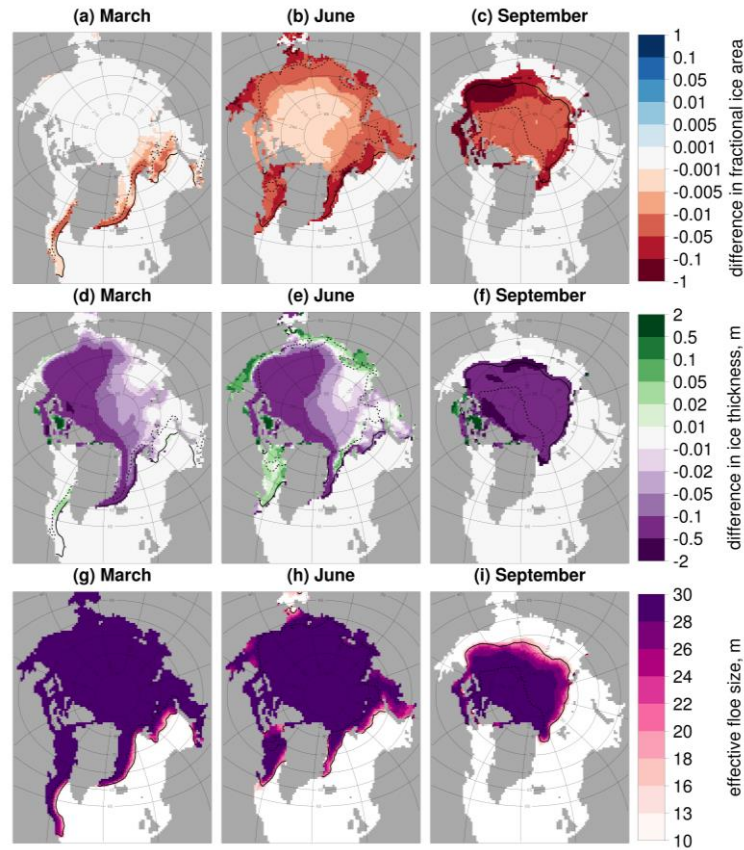 (a) March
(b) June
(c) September
1
0.1
0.05
0.01
0.005
0.001
-0.001
-0.005
-0.01
-0.05
-0.1
-1
difference in fractional ice area
(d) March
(e) June
(f) September
2
0.5
0.1
0.05
0.02
0.01
-0.01
-0.02
-0.05
-0.1
-0.5
-2
difference in ice thickness, m
(g) March
(h) June
(i) September
30
28
26
24
22
20
18
16
14
13
10
effective floe size, m